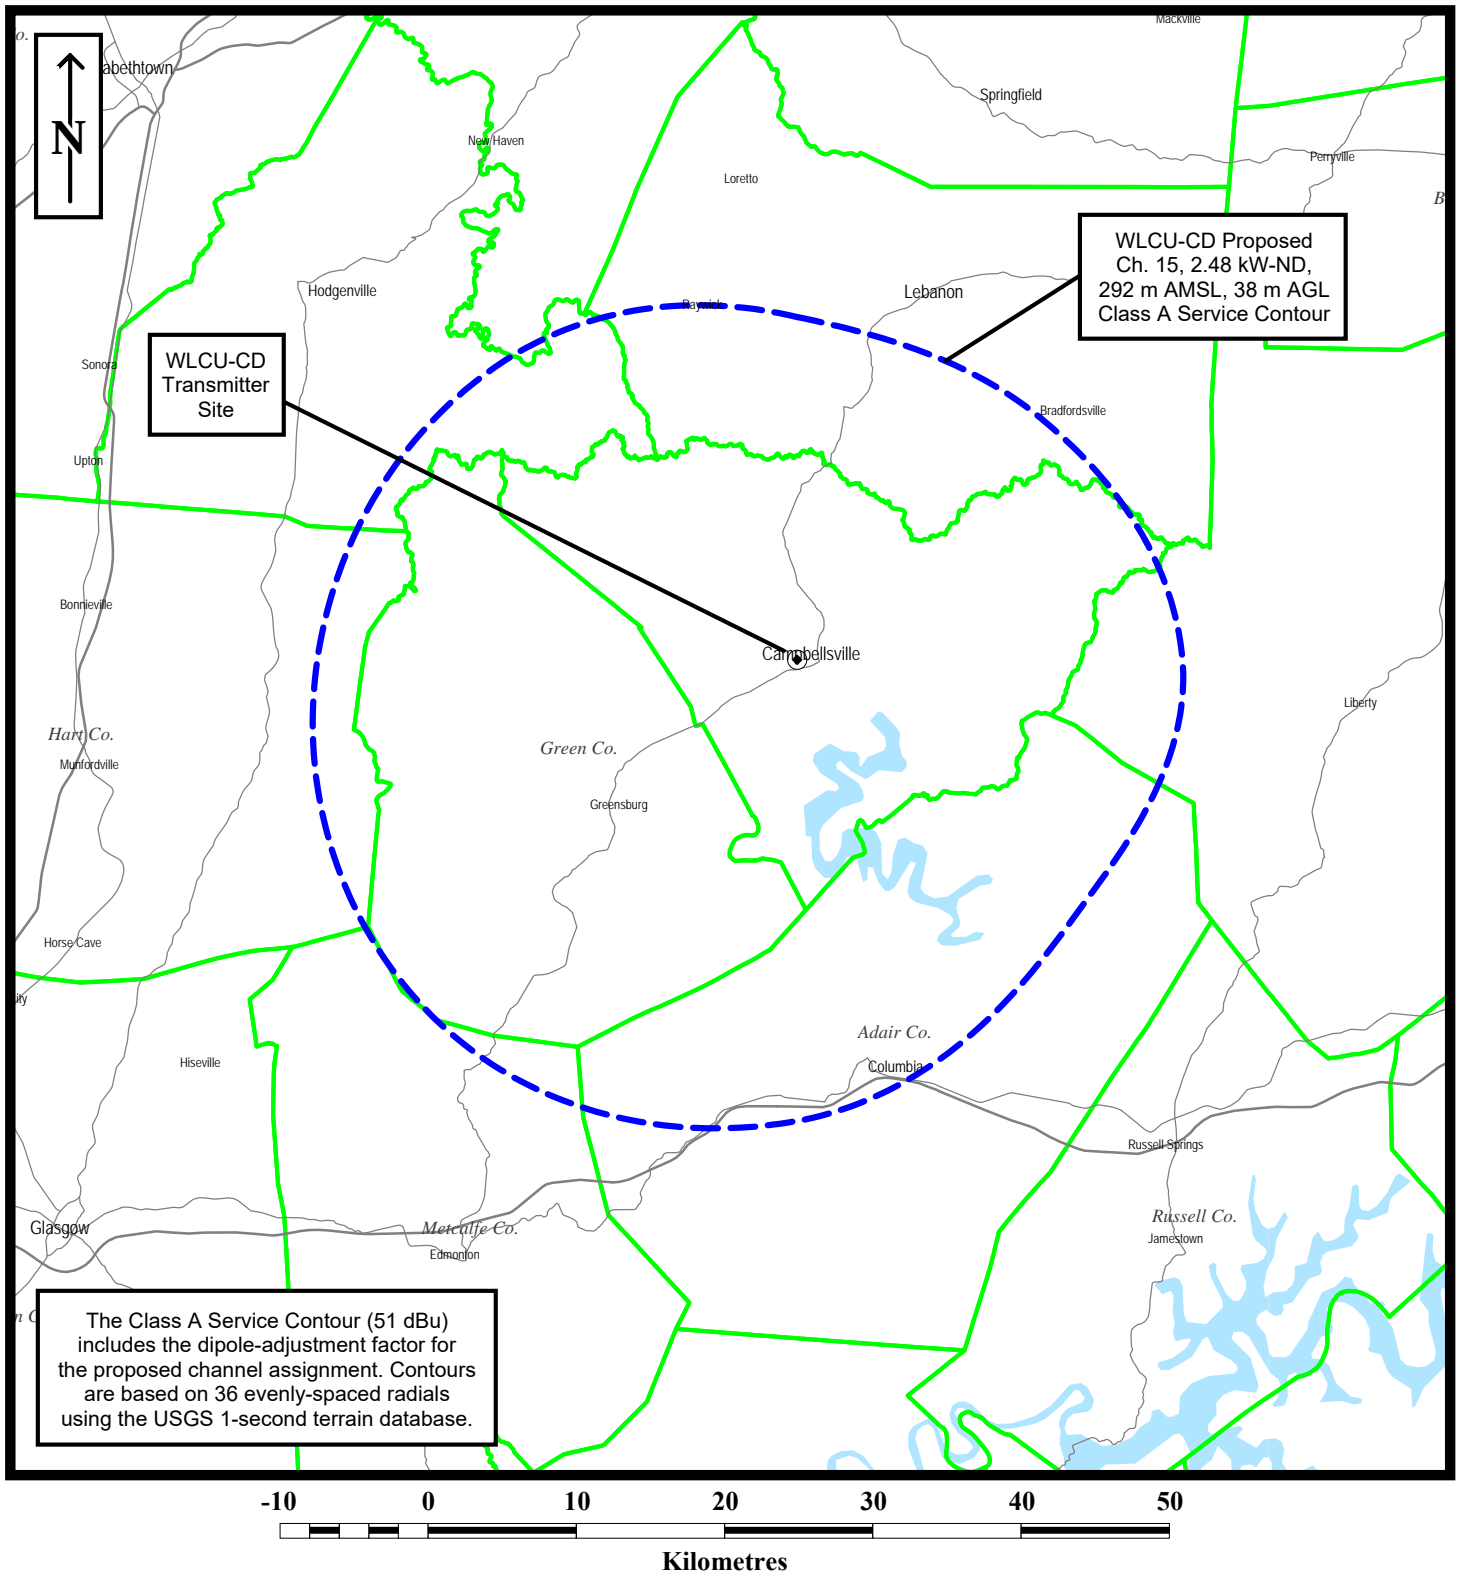 Mackville
o.
abethtown
Springfield
N
New Haven
Perryville
Loretto
B
WLCU-CD Proposed
Ch. 15, 2.48 kW-ND,
292 m AMSL, 38 m AGL
Class A Service Contour
Hodgenville
Lebanon
Raywick
WLCU-CD
Transmitter
Site
Sonora
Bradfordsville
Upton
Bonnieville
Campbellsville
Liberty
Hart Co.
Green Co.
Munfordville
Greensburg
Horse Cave
ity
Adair Co.
Hiseville
Columbia
Russell Springs
Russell Co.
Glasgow
Metcalfe Co.
Jamestown
Edmonton
n C
The Class A Service Contour (51 dBu)
includes the dipole-adjustment factor for
the proposed channel assignment. Contours
are based on 36 evenly-spaced radials
using the USGS 1-second terrain database.
-10 0 10 20 30 40 50
Kilometres